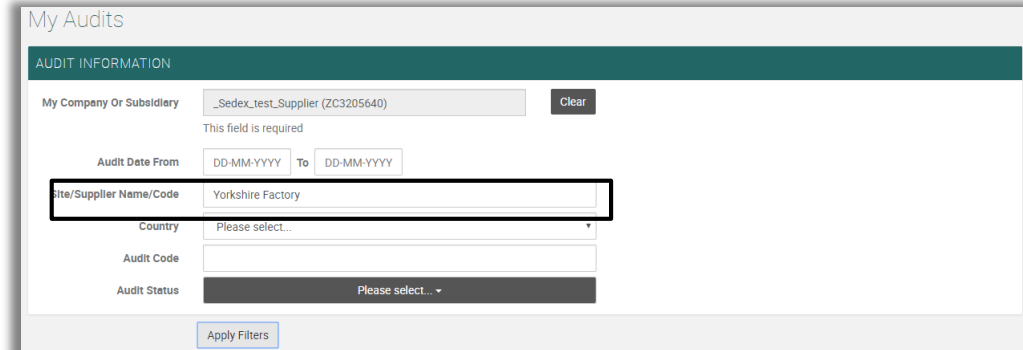 My Audits
AUDIT INFORMATION
My Company Or Subsidiary _Sedex_test_Supplier (ZC3205640) Clear
This field is required
Audit Date From DD-MM-YYYY To DD-MM-YYYY
Site/Supplier Name/Code Yorkshire Factory
Country Please select...
Audit Code
Audit Status Please select...
Apply Filters